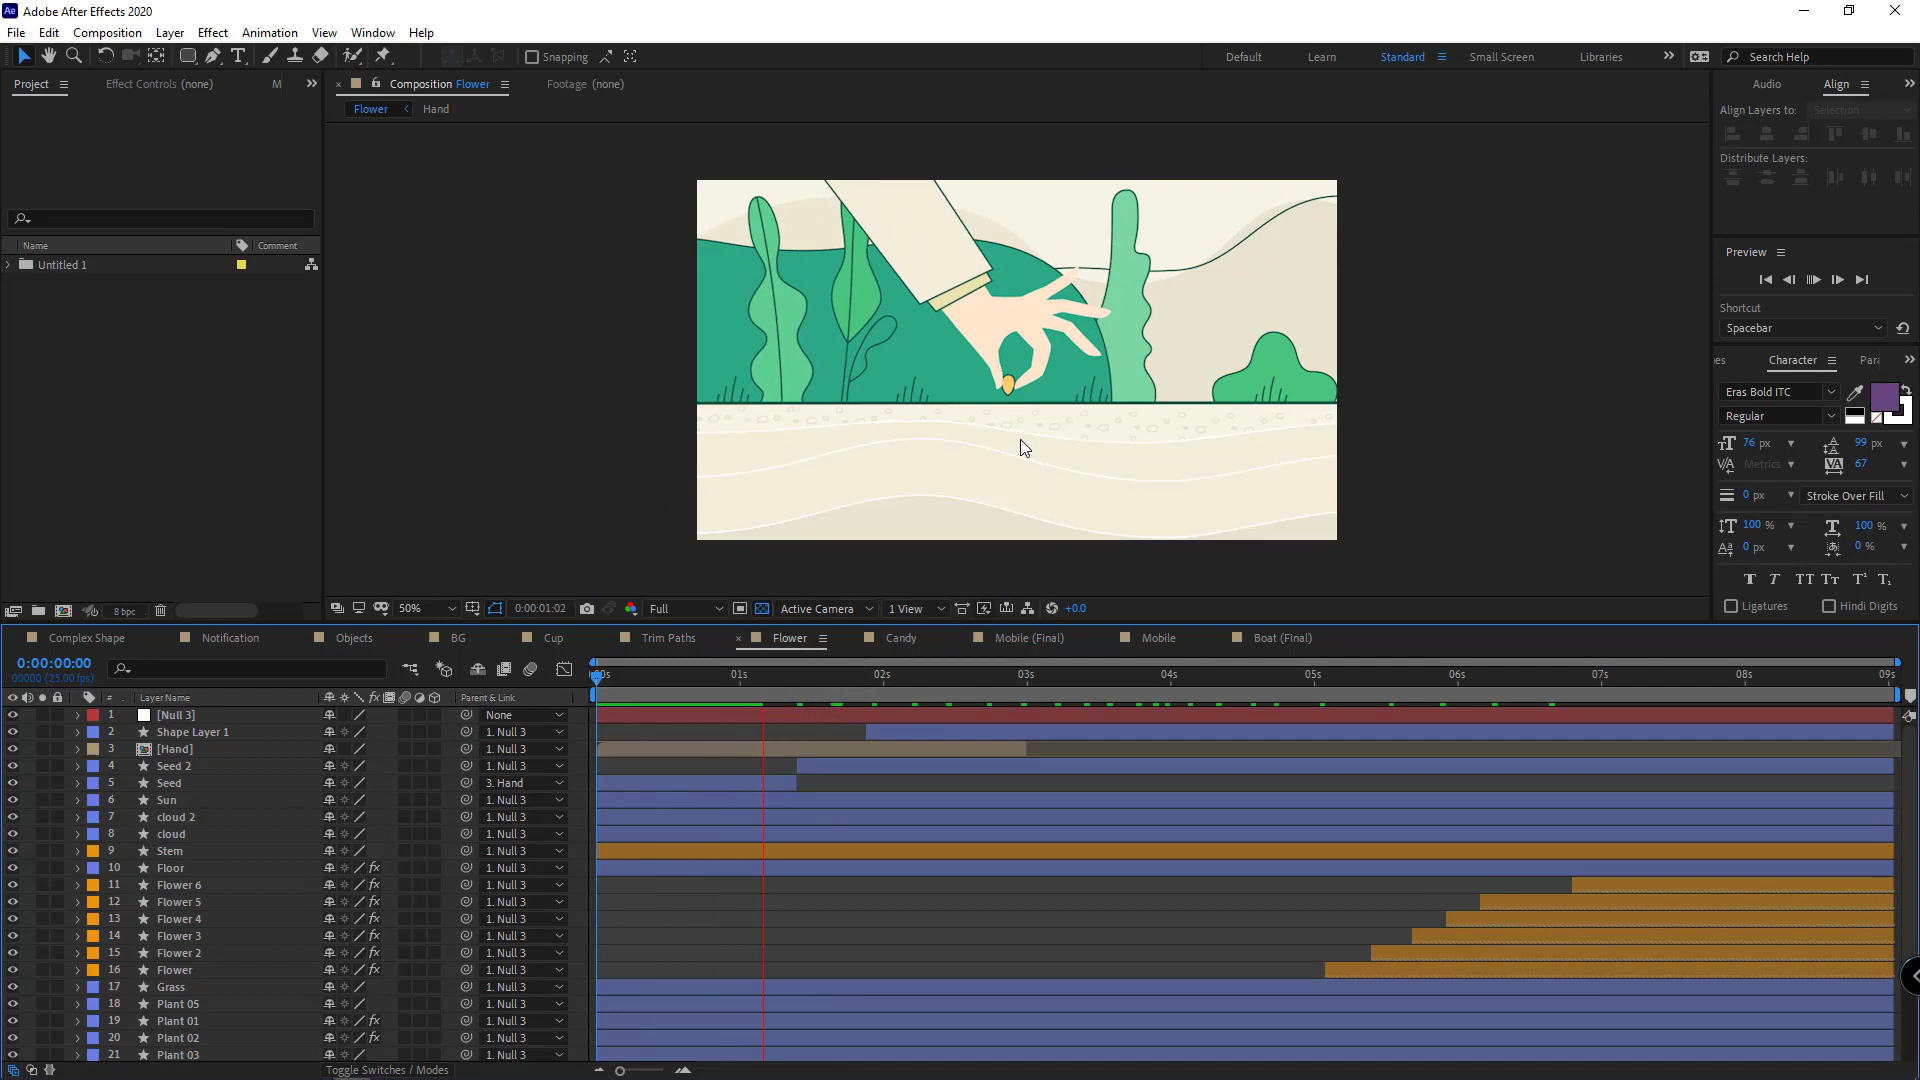 Ae Adobe After Effects 2020
File Edit Composition Layer Effect Animation View Window Help
Snapping
Default Learn Standard Small Screen Libraries Search Help
Project Effect Controls (none) M
Composition Flower Footage (none)
Flower Hand
Name Comment
Untitled 1
8 bpc
50% 0:00:01:02 Full Active Camera 1 View +0.0
Audio Align
Align Layers to: Selection
Distribute Layers:
Preview
Shortcut
Spacebar
Character
Eras Bold ITC
Regular
76 px 99 px
Metrics 67
0 px Stroke Over Fill
100 % 100 %
0 px 0 %
Ligatures Hindi Digits
Complex Shape Notification Objects BG Cup Trim Paths Flower Candy Mobile (Final) Mobile Boat (Final)
0:00:00:00
00000 (25.00 fps)
01s 02s 03s 04s 05s 06s 07s 08s 09s
# Layer Name Parent & Link
1 [Null 3] None
2 Shape Layer 1 1. Null 3
3 [Hand] 1. Null 3
4 Seed 2 1. Null 3
5 Seed 3. Hand
6 Sun 1. Null 3
7 cloud 2 1. Null 3
8 cloud 1. Null 3
9 Stem 1. Null 3
10 Floor fx 1. Null 3
11 Flower 6 fx 1. Null 3
12 Flower 5 fx 1. Null 3
13 Flower 4 fx 1. Null 3
14 Flower 3 fx 1. Null 3
15 Flower 2 fx 1. Null 3
16 Flower fx 1. Null 3
17 Grass 1. Null 3
18 Plant 05 1. Null 3
19 Plant 01 fx 1. Null 3
20 Plant 02 fx 1. Null 3
21 Plant 03 1. Null 3
Toggle Switches / Modes